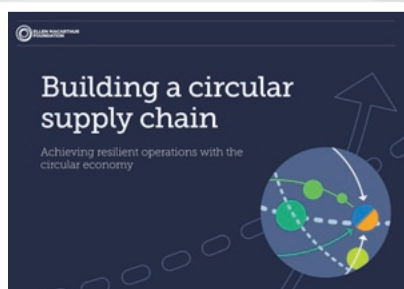 ELLEN MACARTHUR
FOUNDATION
Building a circular
supply chain
Achieving resilient operations with the
circular economy